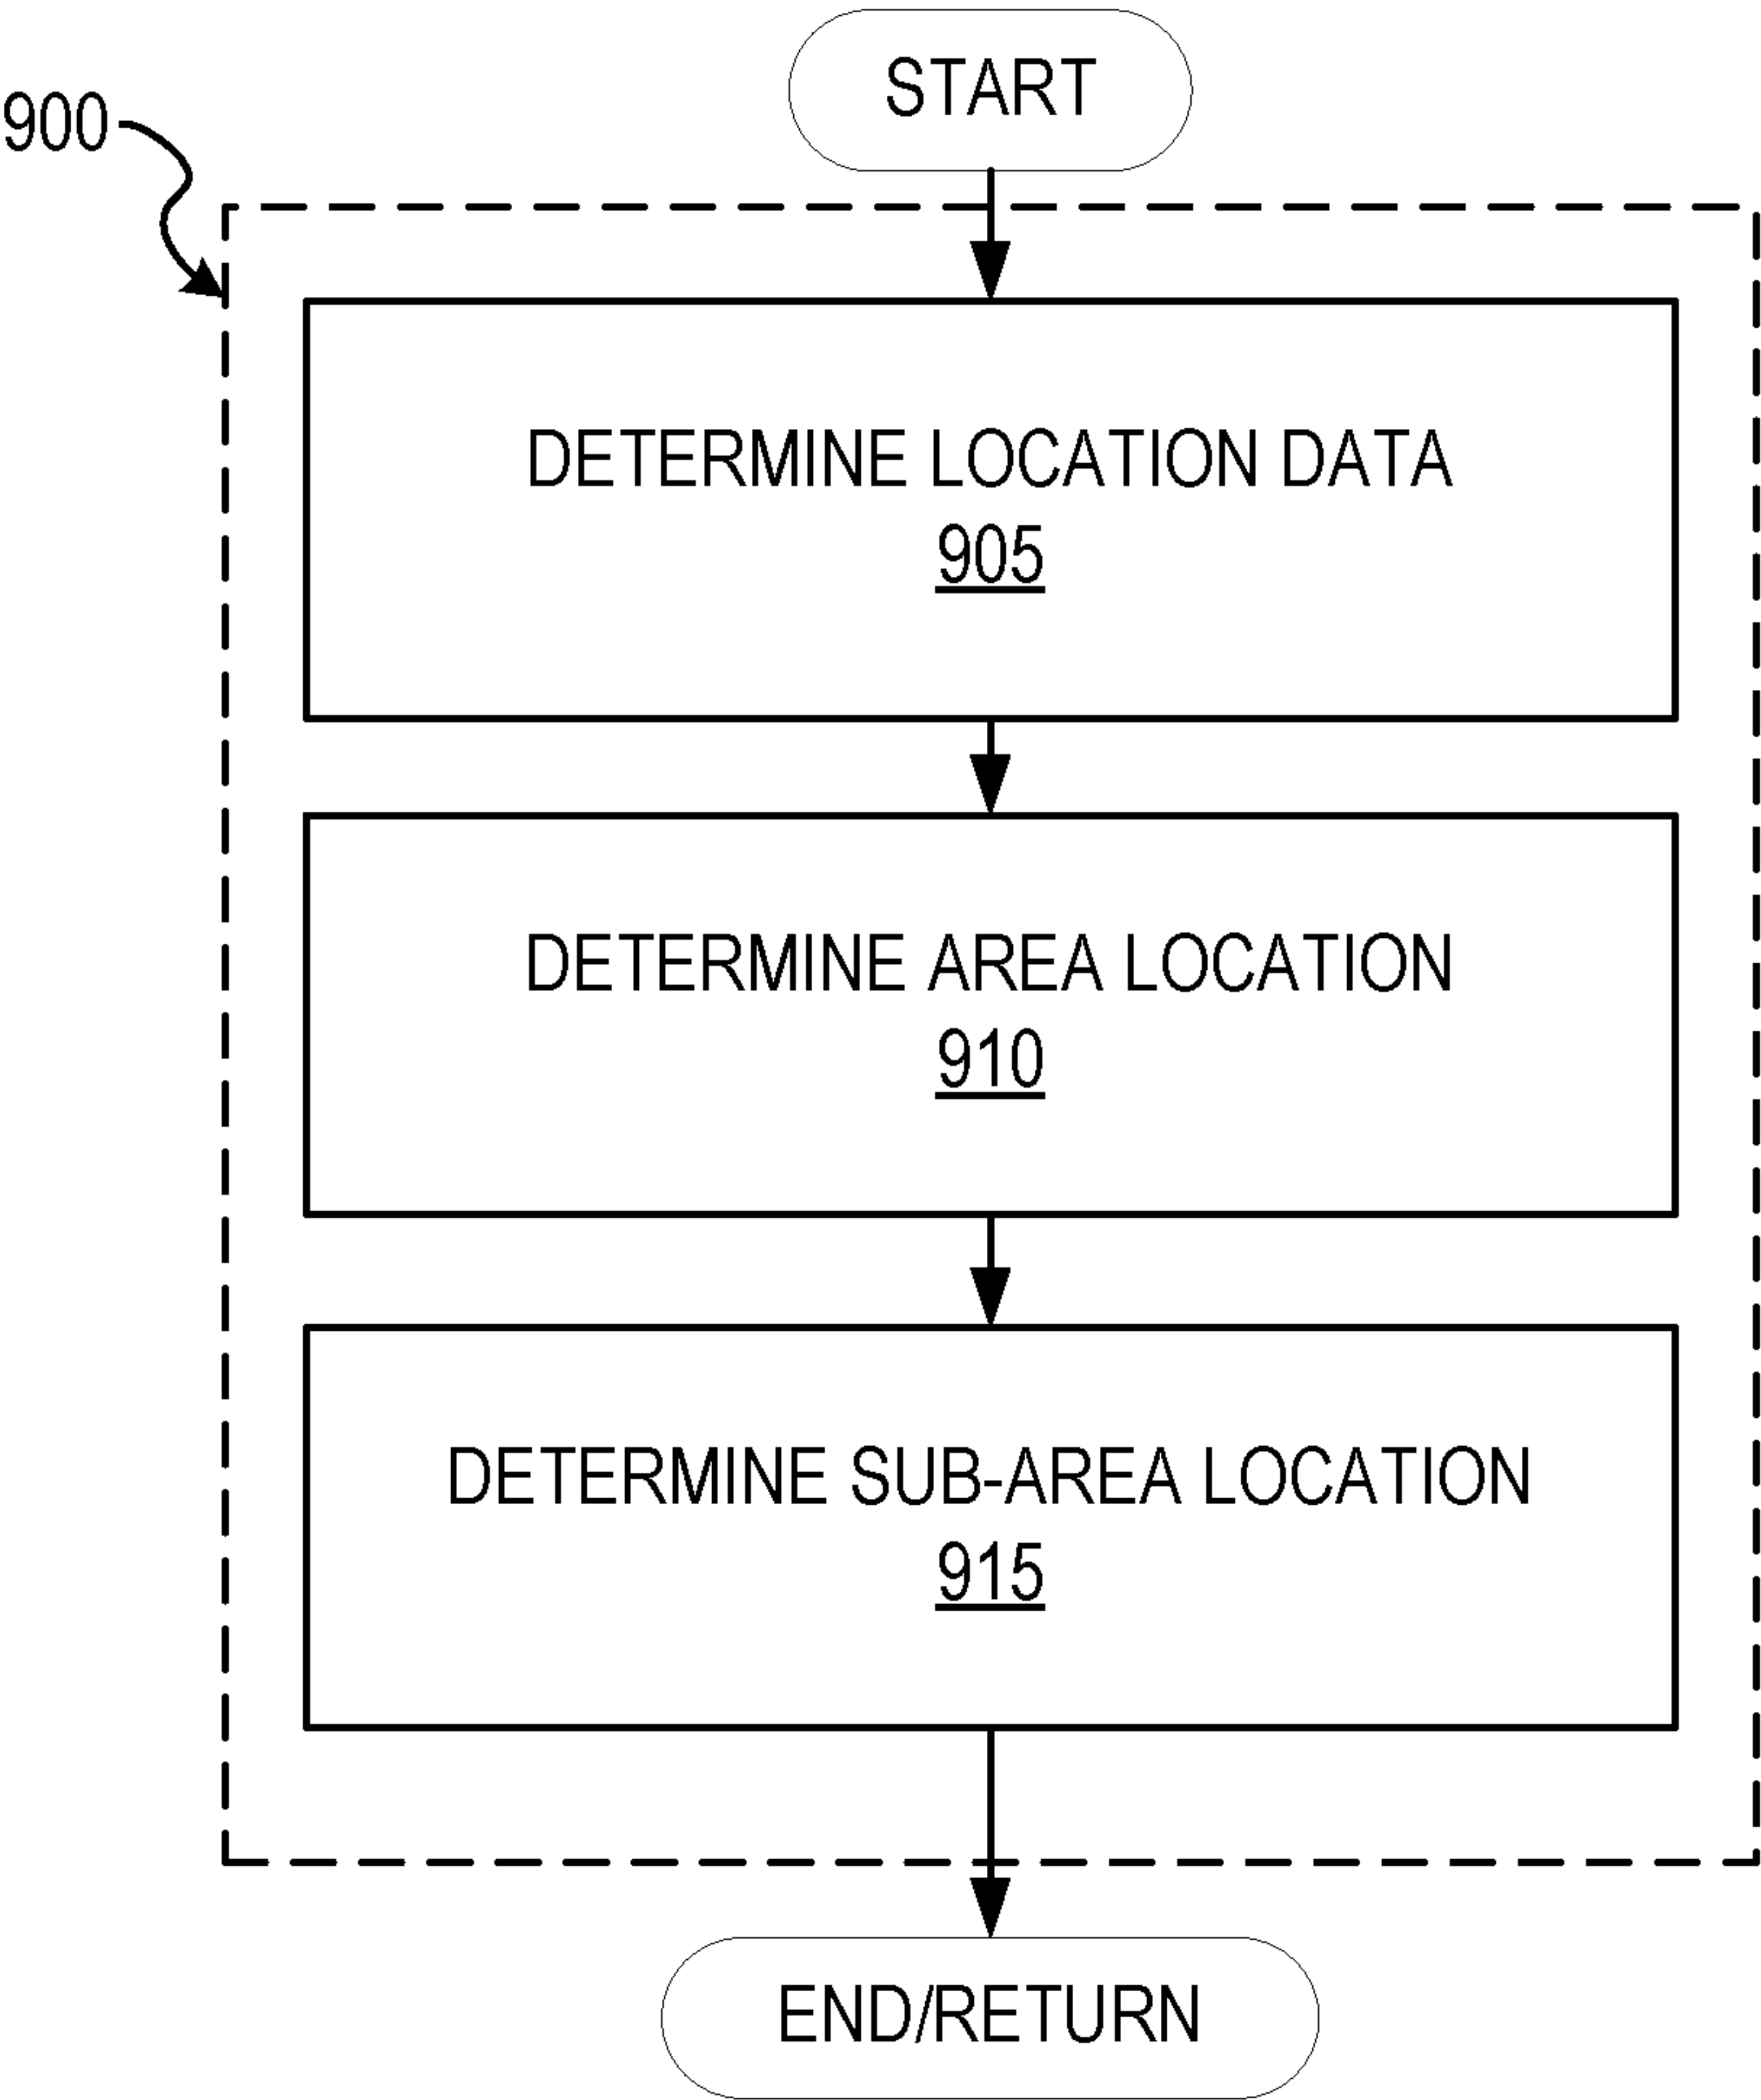 START
900
DETERMINE LOCATION DATA
905
DETERMINE AREA LOCATION
910
DETERMINE SUB-AREA LOCATION
915
END/RETURN